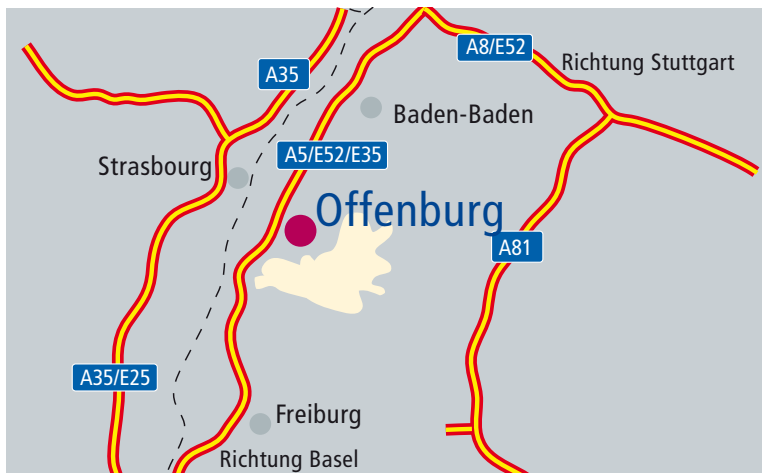 A8/E52
Richtung Stuttgart
A35
Baden-Baden
A5/E52/E35
Strasbourg
Offenburg
A81
A35/E25
Freiburg
Richtung Basel